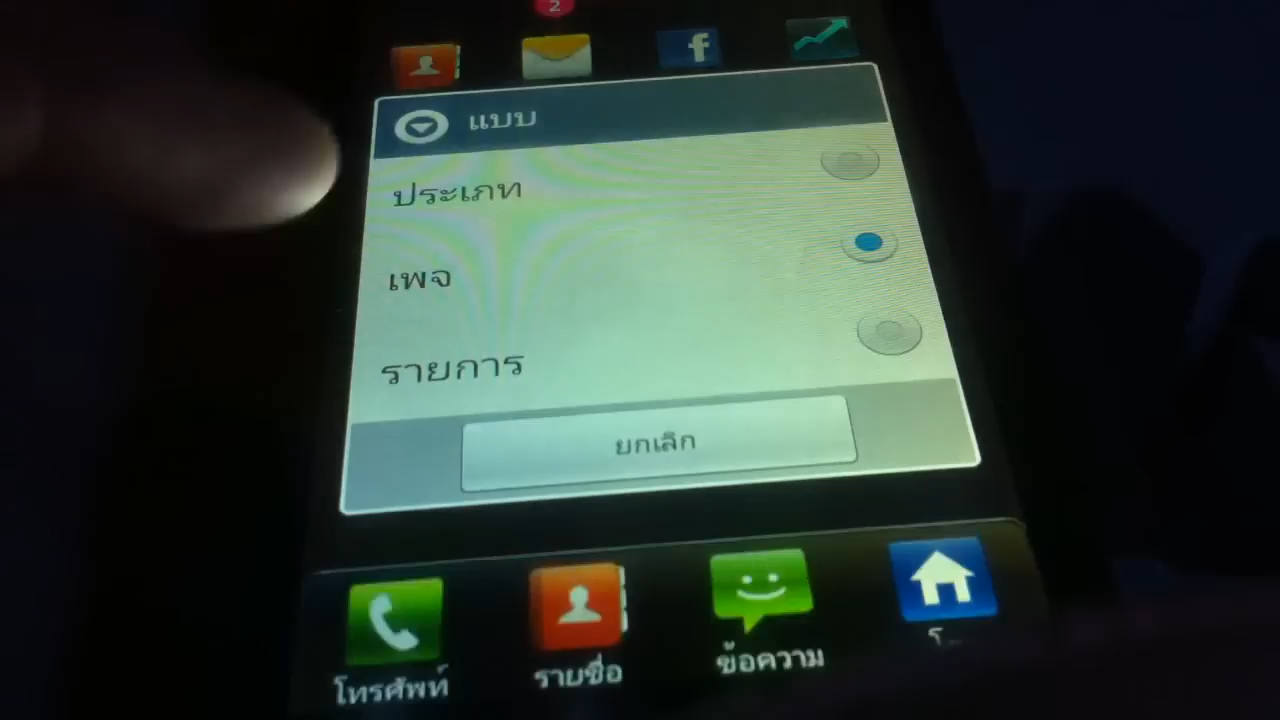 2
f
แบบ
ประเภท
เพจ
รายการ
ยกเลิก
โทรศัพท์
รายชื่อ
ข้อความ